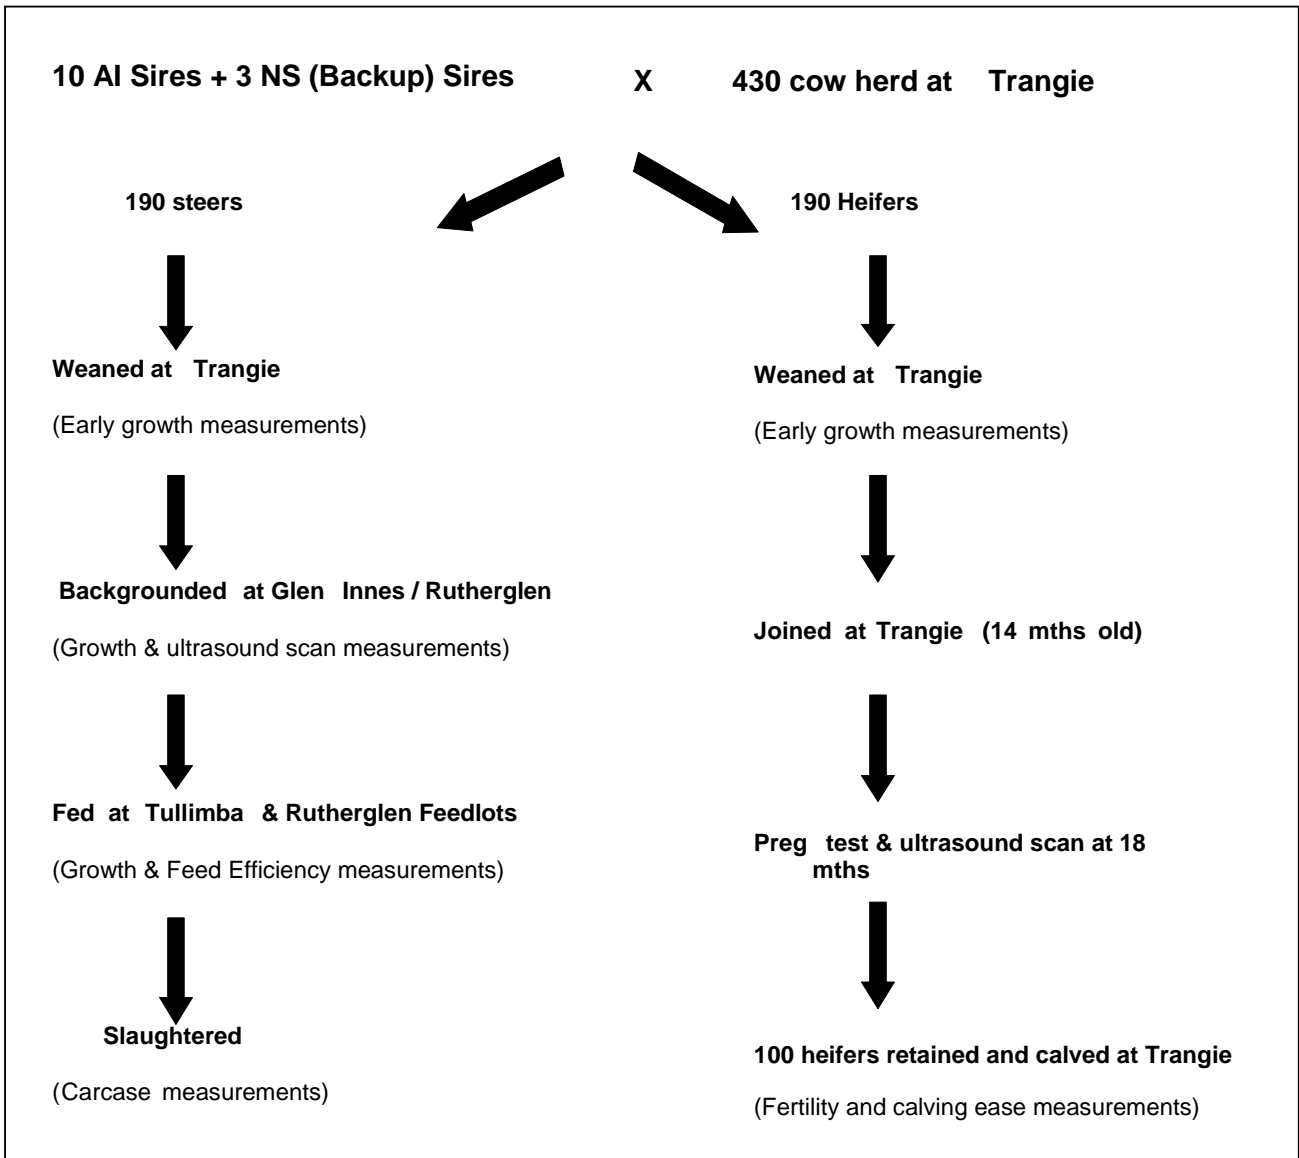 10 AI Sires + 3 NS (Backup) Sires X 430 cow herd at Trangie
190 steers
Weaned at Trangie
(Early growth measurements)
Backgrounded at Glen Innes / Rutherglen
(Growth & ultrasound scan measurements)
Fed at Tullimba & Rutherglen Feedlots
(Growth & Feed Efficiency measurements)
Slaughtered
(Carcase measurements)
190 Heifers
Weaned at Trangie
(Early growth measurements)
Joined at Trangie (14 mths old)
Preg test & ultrasound scan at 18
mths
100 heifers retained and calved at Trangie
(Fertility and calving ease measurements)